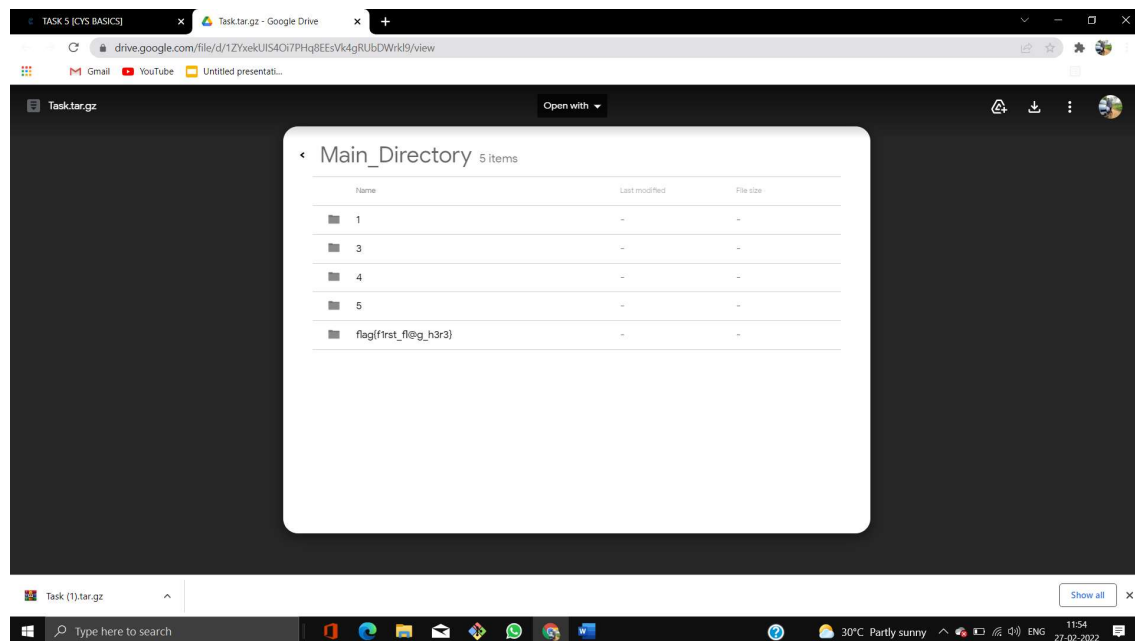 TASK 5 [CYS BASICS]
Task.tar.gz - Google Drive
drive.google.com/file/d/1ZYxekUIS4Oi7PHq8EEsVk4gRUbDWrkl9/view
Gmail
YouTube
Untitled presentati...
Task.tar.gz
Open with
Main_Directory 5 items
Name Last modified File size
1 - -
3 - -
4 - -
5 - -
flag{f1rst_fl@g_h3r3} - -
Task (1).tar.gz
Show all
Type here to search
30°C Partly sunny
ENG
11:54
27-02-2022